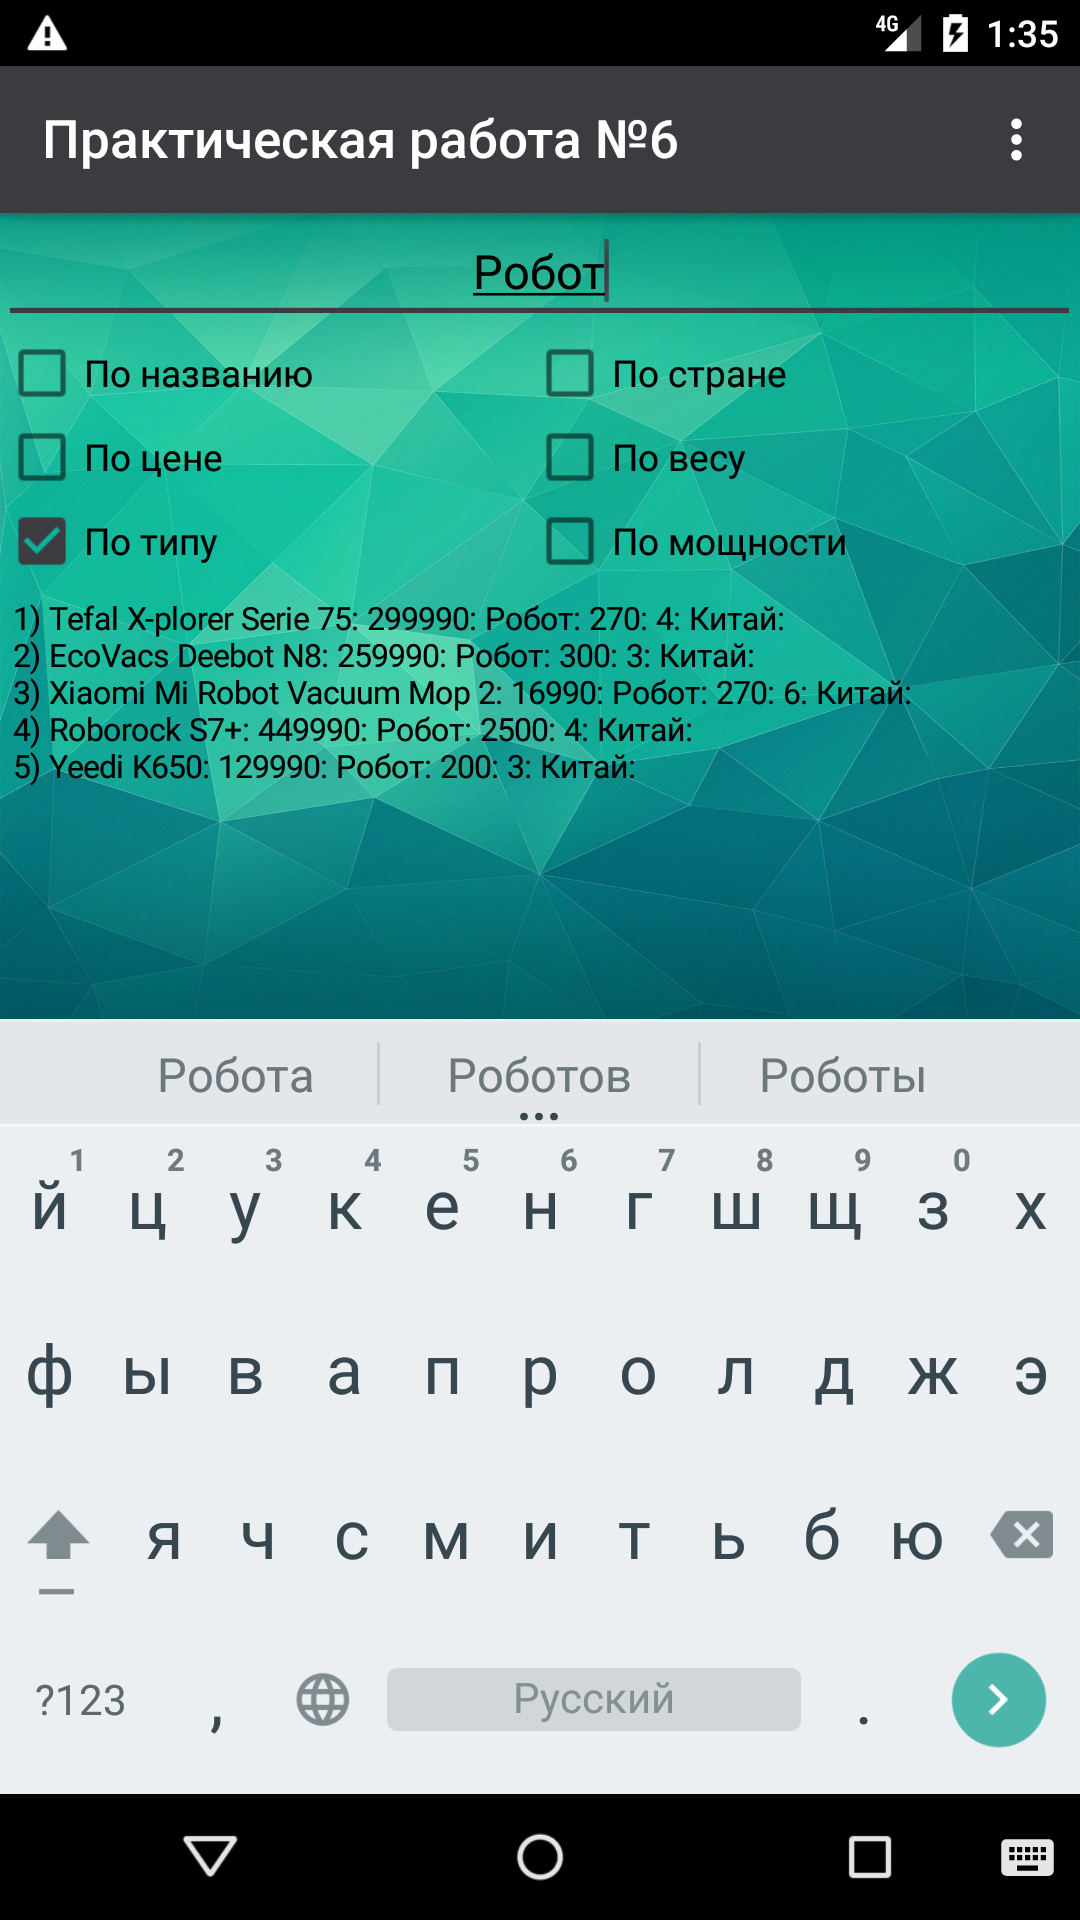 4G 1:35
Практическая работа №6
Робот
По названию По стране
По цене По весу
По типу По мощности
1) Tefal X-plorer Serie 75: 299990: Робот: 270: 4: Китай:
2) EcoVacs Deebot N8: 259990: Робот: 300: 3: Китай:
3) Xiaomi Mi Robot Vacuum Mop 2: 16990: Робот: 270: 6: Китай:
4) Roborock S7+: 449990: Робот: 2500: 4: Китай:
5) Yeedi K650: 129990: Робот: 200: 3: Китай:
Робота Роботов Роботы
1 2 3 4 5 6 7 8 9 0
й ц у к е н г ш щ з х
ф ы в а п р о л д ж э
я ч с м и т ь б ю
?123 , Русский .